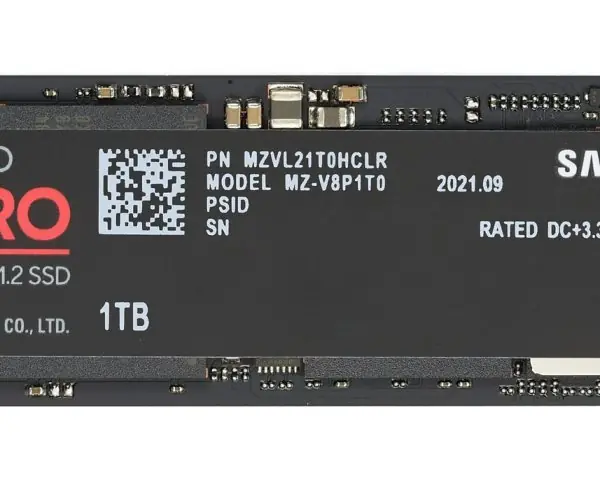 RO
1.2 SSD
CO., LTD.
PN MZVL21T0HCLR
MODEL MZ-V8P1T0
PSID
SN
1TB
2021.09
SA
RATED DC+3.3